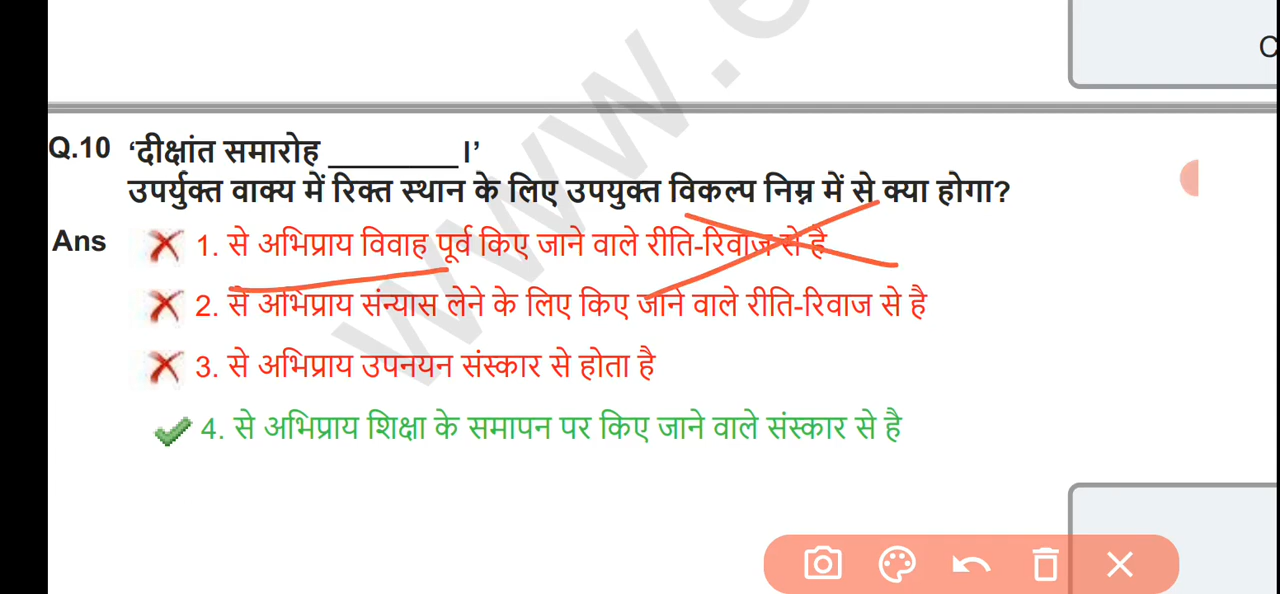 Q.10 ‘दीक्षांत समारोह ________।’
उपर्युक्त वाक्य में रिक्त स्थान के लिए उपयुक्त विकल्प निम्न में से क्या होगा?
Ans 1. से अभिप्राय विवाह पूर्व किए जाने वाले रीति-रिवाज से है
2. से अभिप्राय संन्यास लेने के लिए किए जाने वाले रीति-रिवाज से है
3. से अभिप्राय उपनयन संस्कार से होता है
4. से अभिप्राय शिक्षा के समापन पर किए जाने वाले संस्कार से है
www.e